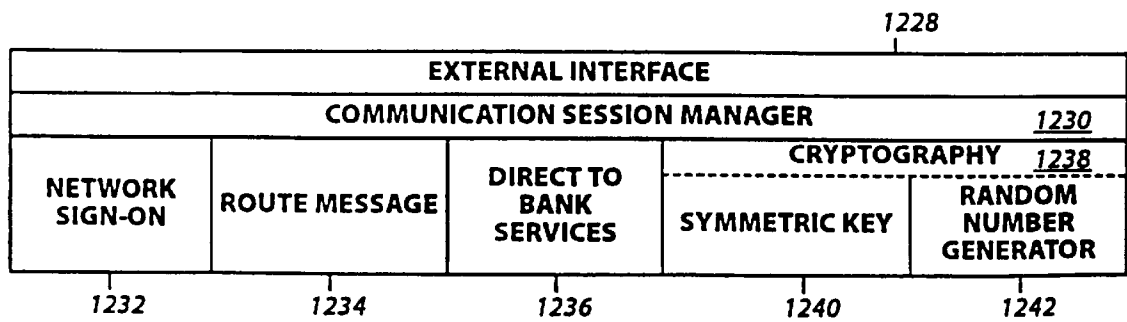 1228
EXTERNAL INTERFACE
COMMUNICATION SESSION MANAGER 1230
CRYPTOGRAPHY 1238
NETWORK
SIGN-ON
ROUTE MESSAGE
DIRECT TO
BANK
SERVICES
SYMMETRIC KEY
RANDOM
NUMBER
GENERATOR
1232
1234
1236
1240
1242